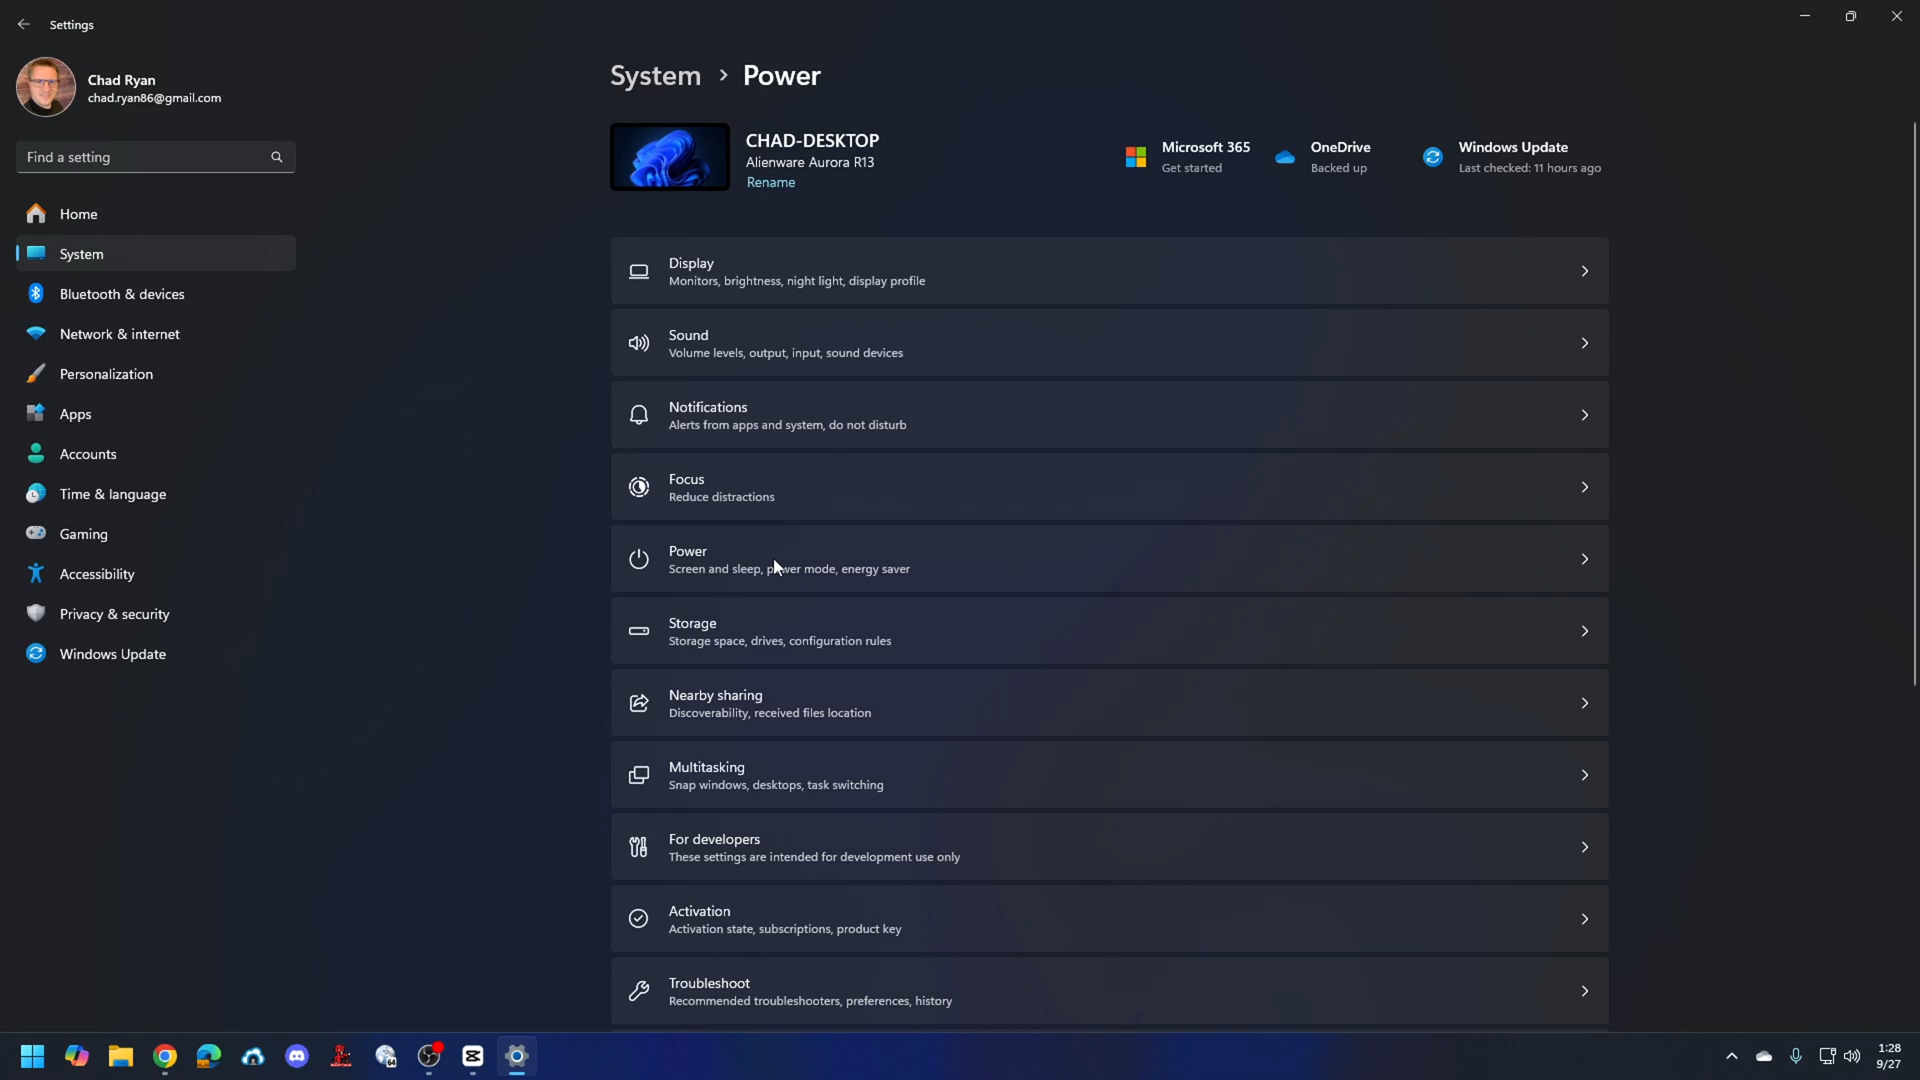 Settings
Chad Ryan
chad.ryan86@gmail.com
Find a setting
Home
System
Bluetooth & devices
Network & internet
Personalization
Apps
Accounts
Time & language
Gaming
Accessibility
Privacy & security
Windows Update
System > Power
CHAD-DESKTOP
Alienware Aurora R13
Rename
Microsoft 365
Get started
OneDrive
Backed up
Windows Update
Last checked: 11 hours ago
Display
Monitors, brightness, night light, display profile
Sound
Volume levels, output, input, sound devices
Notifications
Alerts from apps and system, do not disturb
Focus
Reduce distractions
Power
Screen and sleep, power mode, energy saver
Storage
Storage space, drives, configuration rules
Nearby sharing
Discoverability, received files location
Multitasking
Snap windows, desktops, task switching
For developers
These settings are intended for development use only
Activation
Activation state, subscriptions, product key
Troubleshoot
Recommended troubleshooters, preferences, history
1:28
9/27